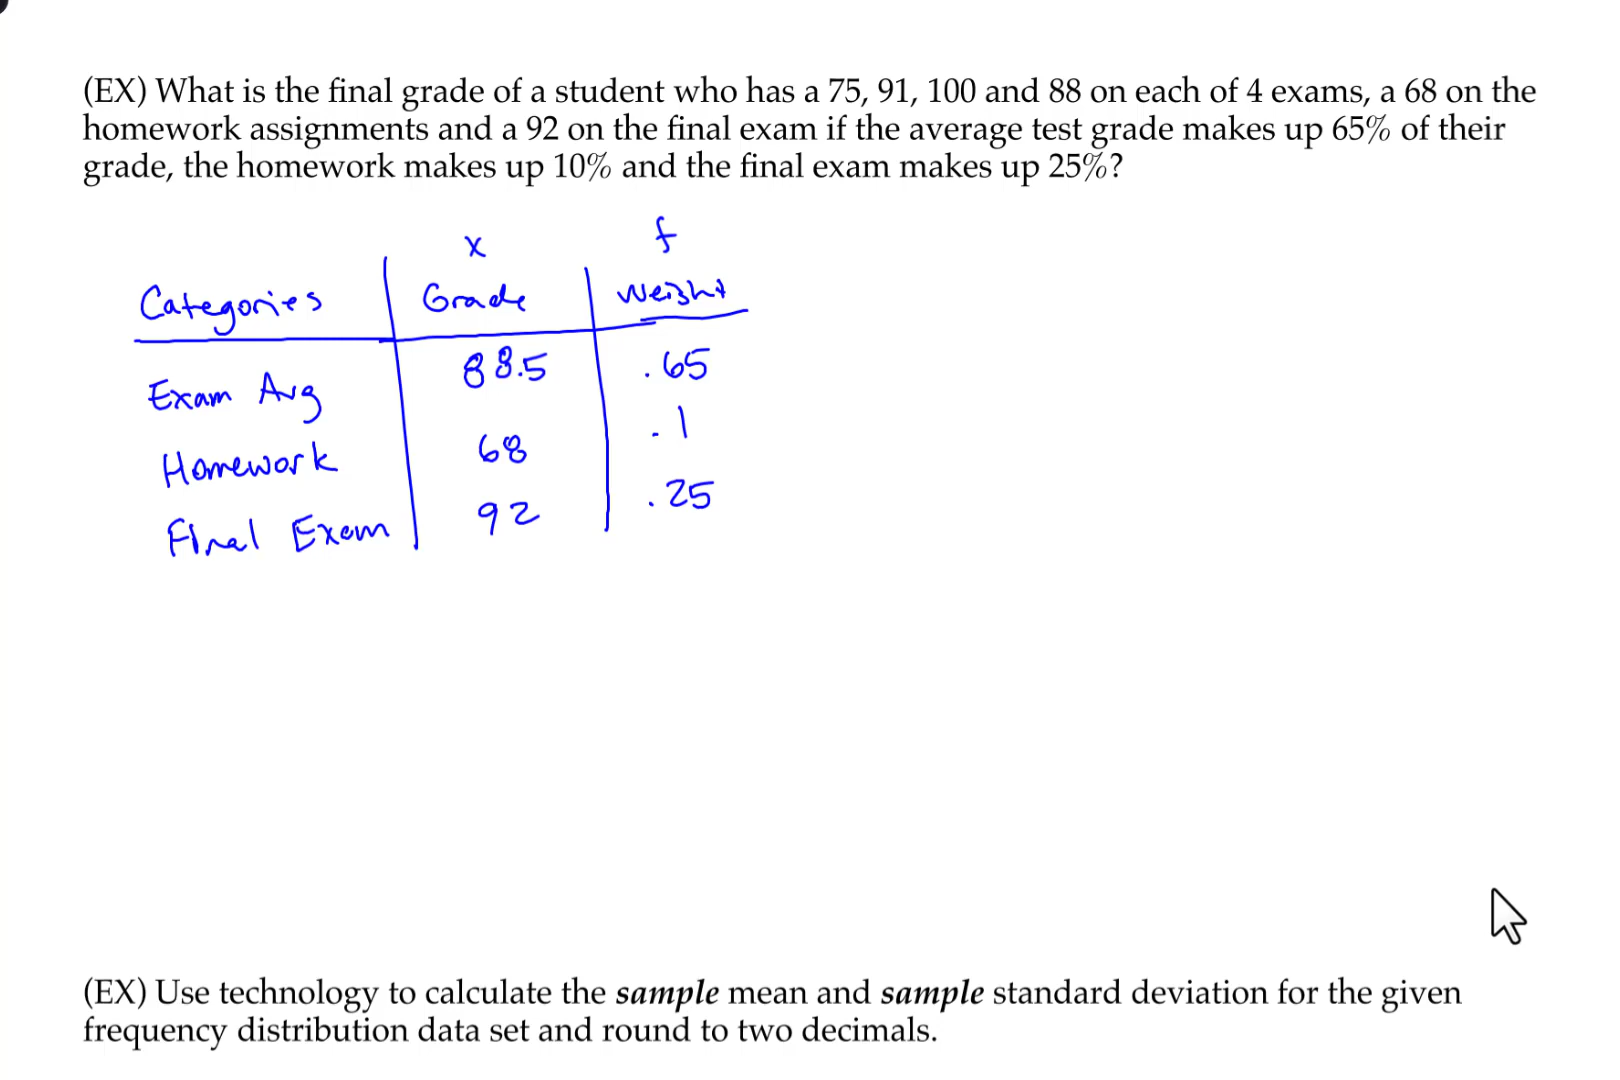 (EX) What is the final grade of a student who has a 75, 91, 100 and 88 on each of 4 exams, a 68 on the
homework assignments and a 92 on the final exam if the average test grade makes up 65% of their
grade, the homework makes up 10% and the final exam makes up 25%?
x f
Categories Grade Weight
Exam Avg 88.5 .65
Homework 68 .1
Final Exam 92 .25
(EX) Use technology to calculate the sample mean and sample standard deviation for the given
frequency distribution data set and round to two decimals.